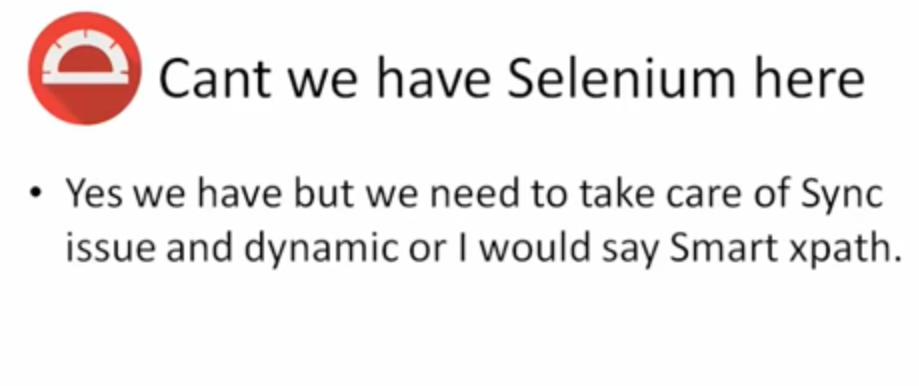 Cant we have Selenium here
• Yes we have but we need to take care of Sync
issue and dynamic or I would say Smart xpath.